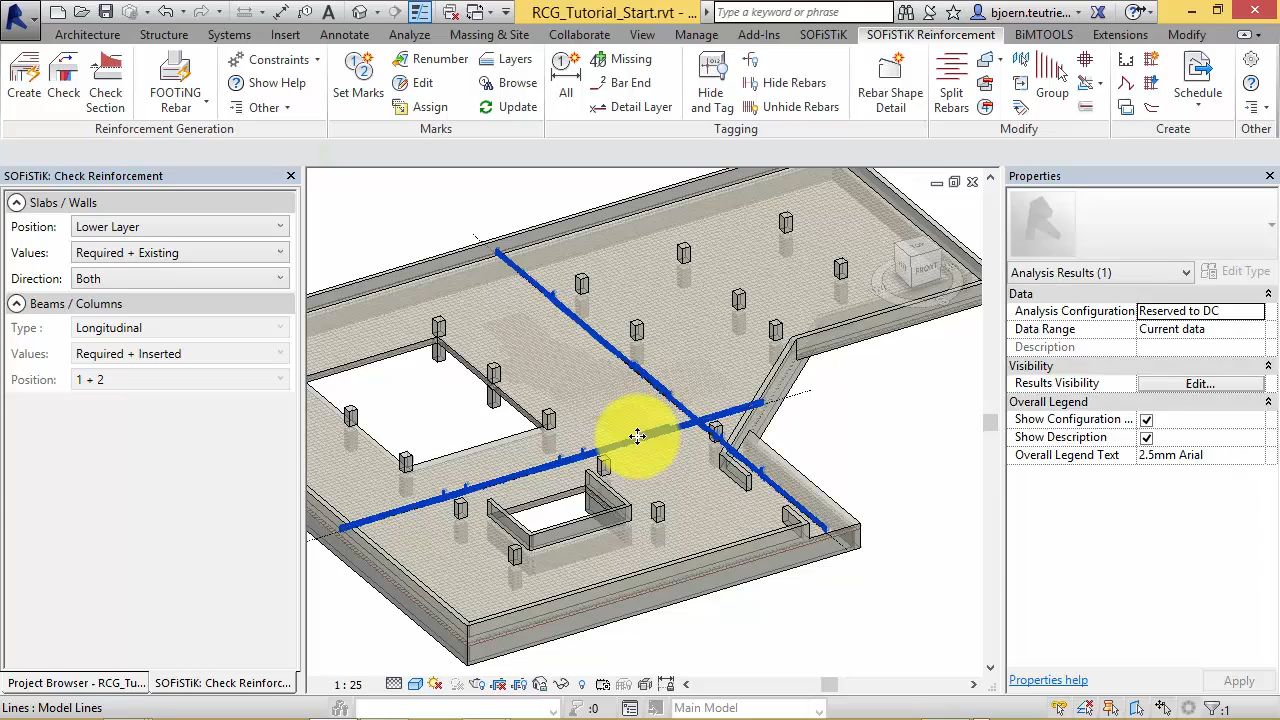 RCG_Tutorial_Start.rvt - ...
Type a keyword or phrase
bjoern.teutrie...
Architecture Structure Systems Insert Annotate Analyze Massing & Site Collaborate View Manage Add-Ins SOFiSTiK SOFiSTiK Reinforcement BiMTOOLS Extensions Modify
Create
Check
Check Section
Constraints
Show Help
Other
FOOTiNG Rebar
Reinforcement Generation
Set Marks
Renumber
Edit
Assign
Layers
Browse
Update
Marks
All
Missing
Bar End
Detail Layer
Hide and Tag
Hide Rebars
Unhide Rebars
Tagging
Rebar Shape Detail
Split Rebars
Group
Modify
Schedule
Create
Other
SOFiSTiK: Check Reinforcement
Slabs / Walls
Position: Lower Layer
Values: Required + Existing
Direction: Both
Beams / Columns
Type : Longitudinal
Values: Required + Inserted
Position: 1 + 2
Project Browser - RCG_Tu...
SOFiSTiK: Check Reinforc...
TOP
FRONT
1 : 25
Properties
Analysis Results (1)
Edit Type
Data
Analysis Configuration Reserved to DC
Data Range Current data
Description
Visibility
Results Visibility Edit...
Overall Legend
Show Configuration ...
Show Description
Overall Legend Text 2.5mm Arial
Properties help
Apply
Lines : Model Lines
:0
Main Model
:1